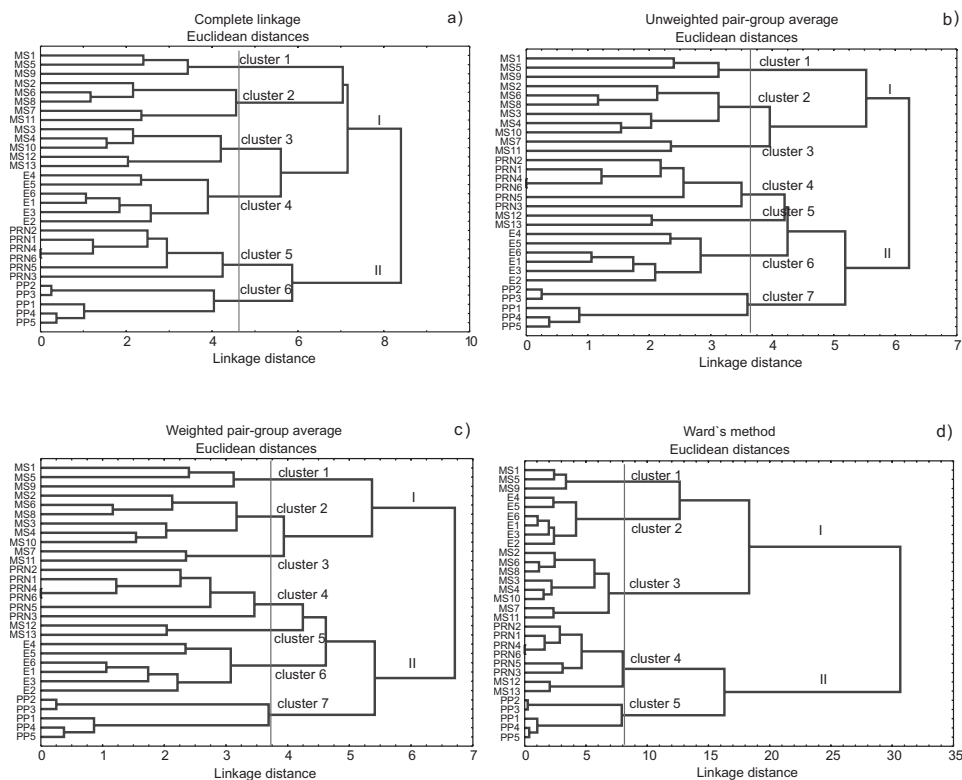 Complete linkage
a)
Euclidean distances
MS1
MS5
MS9
MS2
MS6
MS8
MS7
MS11
MS3
MS4
MS10
MS12
MS13
E4
E5
E6
E1
E3
E2
PRN2
PRN1
PRN4
PRN6
PRN5
PRN3
PP2
PP3
PP1
PP4
PP5
cluster 1
cluster 2
cluster 3
cluster 4
cluster 5
cluster 6
I
II
0 2 4 6 8 10
Linkage distance
Unweighted pair-group average
b)
Euclidean distances
MS1
MS5
MS9
MS2
MS6
MS8
MS3
MS4
MS10
MS7
MS11
PRN2
PRN1
PRN4
PRN6
PRN5
PRN3
MS12
MS13
E4
E5
E6
E1
E3
E2
PP2
PP3
PP1
PP4
PP5
cluster 1
cluster 2
cluster 3
cluster 4
cluster 5
cluster 6
cluster 7
I
II
0 1 2 3 4 5 6 7
Linkage distance
Weighted pair-group average
c)
Euclidean distances
MS1
MS5
MS9
MS2
MS6
MS8
MS3
MS4
MS10
MS7
MS11
PRN2
PRN1
PRN4
PRN6
PRN5
PRN3
MS12
MS13
E4
E5
E6
E1
E3
E2
PP2
PP3
PP1
PP4
PP5
cluster 1
cluster 2
cluster 3
cluster 4
cluster 5
cluster 6
cluster 7
I
II
0 1 2 3 4 5 6 7
Linkage distance
Ward`s method
d)
Euclidean distances
MS1
MS5
MS9
E4
E5
E6
E1
E3
E2
MS2
MS6
MS8
MS3
MS4
MS10
MS7
MS11
PRN2
PRN1
PRN4
PRN6
PRN5
PRN3
MS12
MS13
PP2
PP3
PP1
PP4
PP5
cluster 1
cluster 2
cluster 3
cluster 4
cluster 5
I
II
0 5 10 15 20 25 30 35
Linkage distance